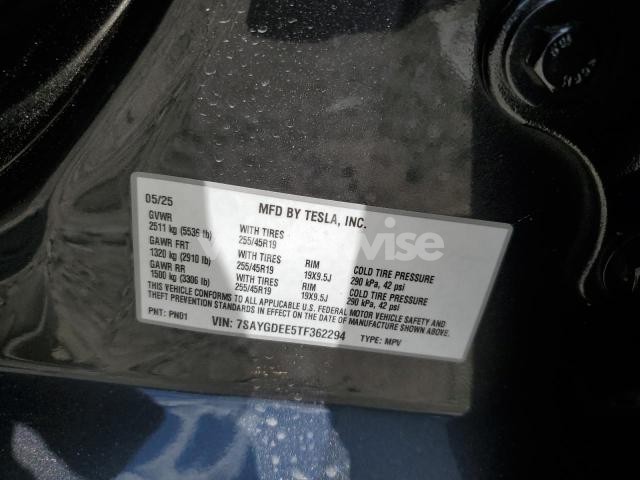 05/25 MFD BY TESLA, INC.
GVWR
2511 kg (5536 lb) WITH TIRES
GAWR FRT 255/45R19 RIM COLD TIRE PRESSURE
1320 kg (2910 lb) WITH TIRES 19X9.5J 290 kPa, 42 psi
GAWR RR 255/45R19 RIM COLD TIRE PRESSURE
1500 kg (3306 lb) WITH TIRES 19X9.5J 290 kPa, 42 psi
255/45R19
THIS VEHICLE CONFORMS TO ALL APPLICABLE U.S. FEDERAL MOTOR VEHICLE SAFETY AND
THEFT PREVENTION STANDARDS IN EFFECT ON THE DATE OF MANUFACTURE SHOWN ABOVE.
PNT: PN01 VIN: 7SAYGDEE5TF362294 TYPE: MPV
wise